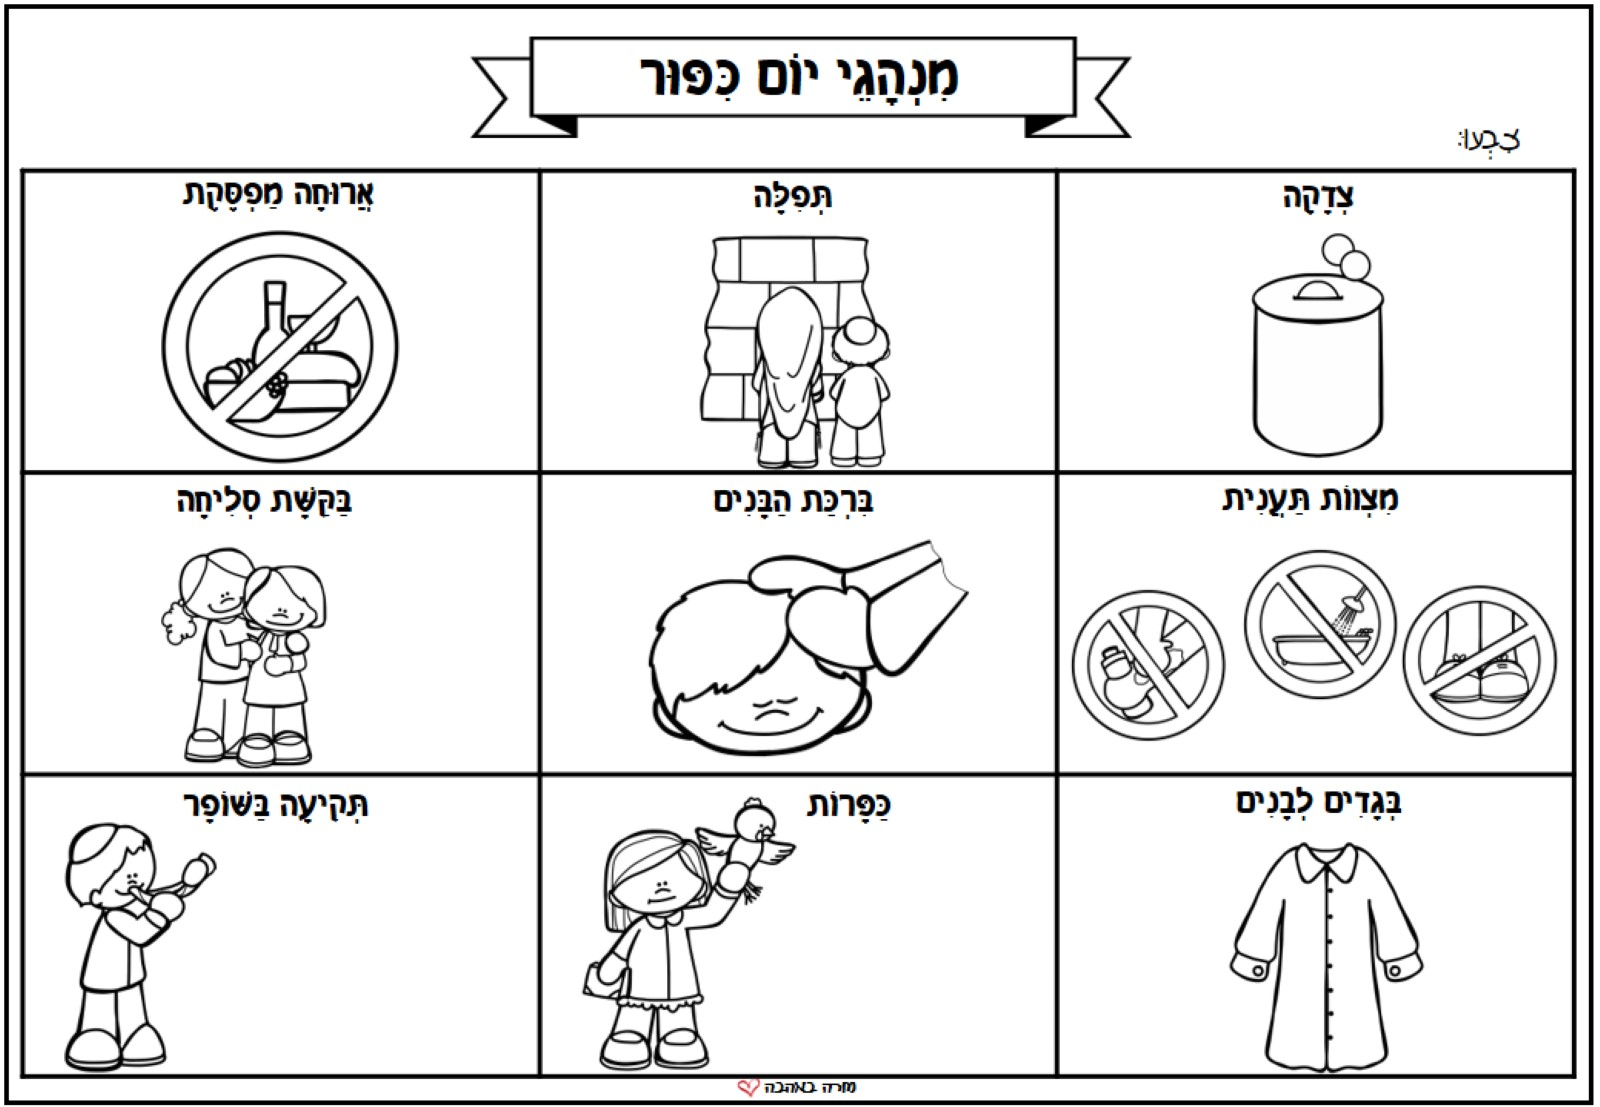 מִנְהָגֵי יוֹם כִּפּוּר
צִבְעוּ:
צְדָקָה
תְּפִלָּה
אֲרוּחָה מַפְסֶקֶת
מִצְווֹת תַּעֲנִית
בִּרְכַּת הַבָּנִים
בַּקָּשַׁת סְלִיחָה
בְּגָדִים לְבָנִים
כַּפָּרוֹת
תְּקִיעָה בַּשּׁוֹפָר
מורה באהבה